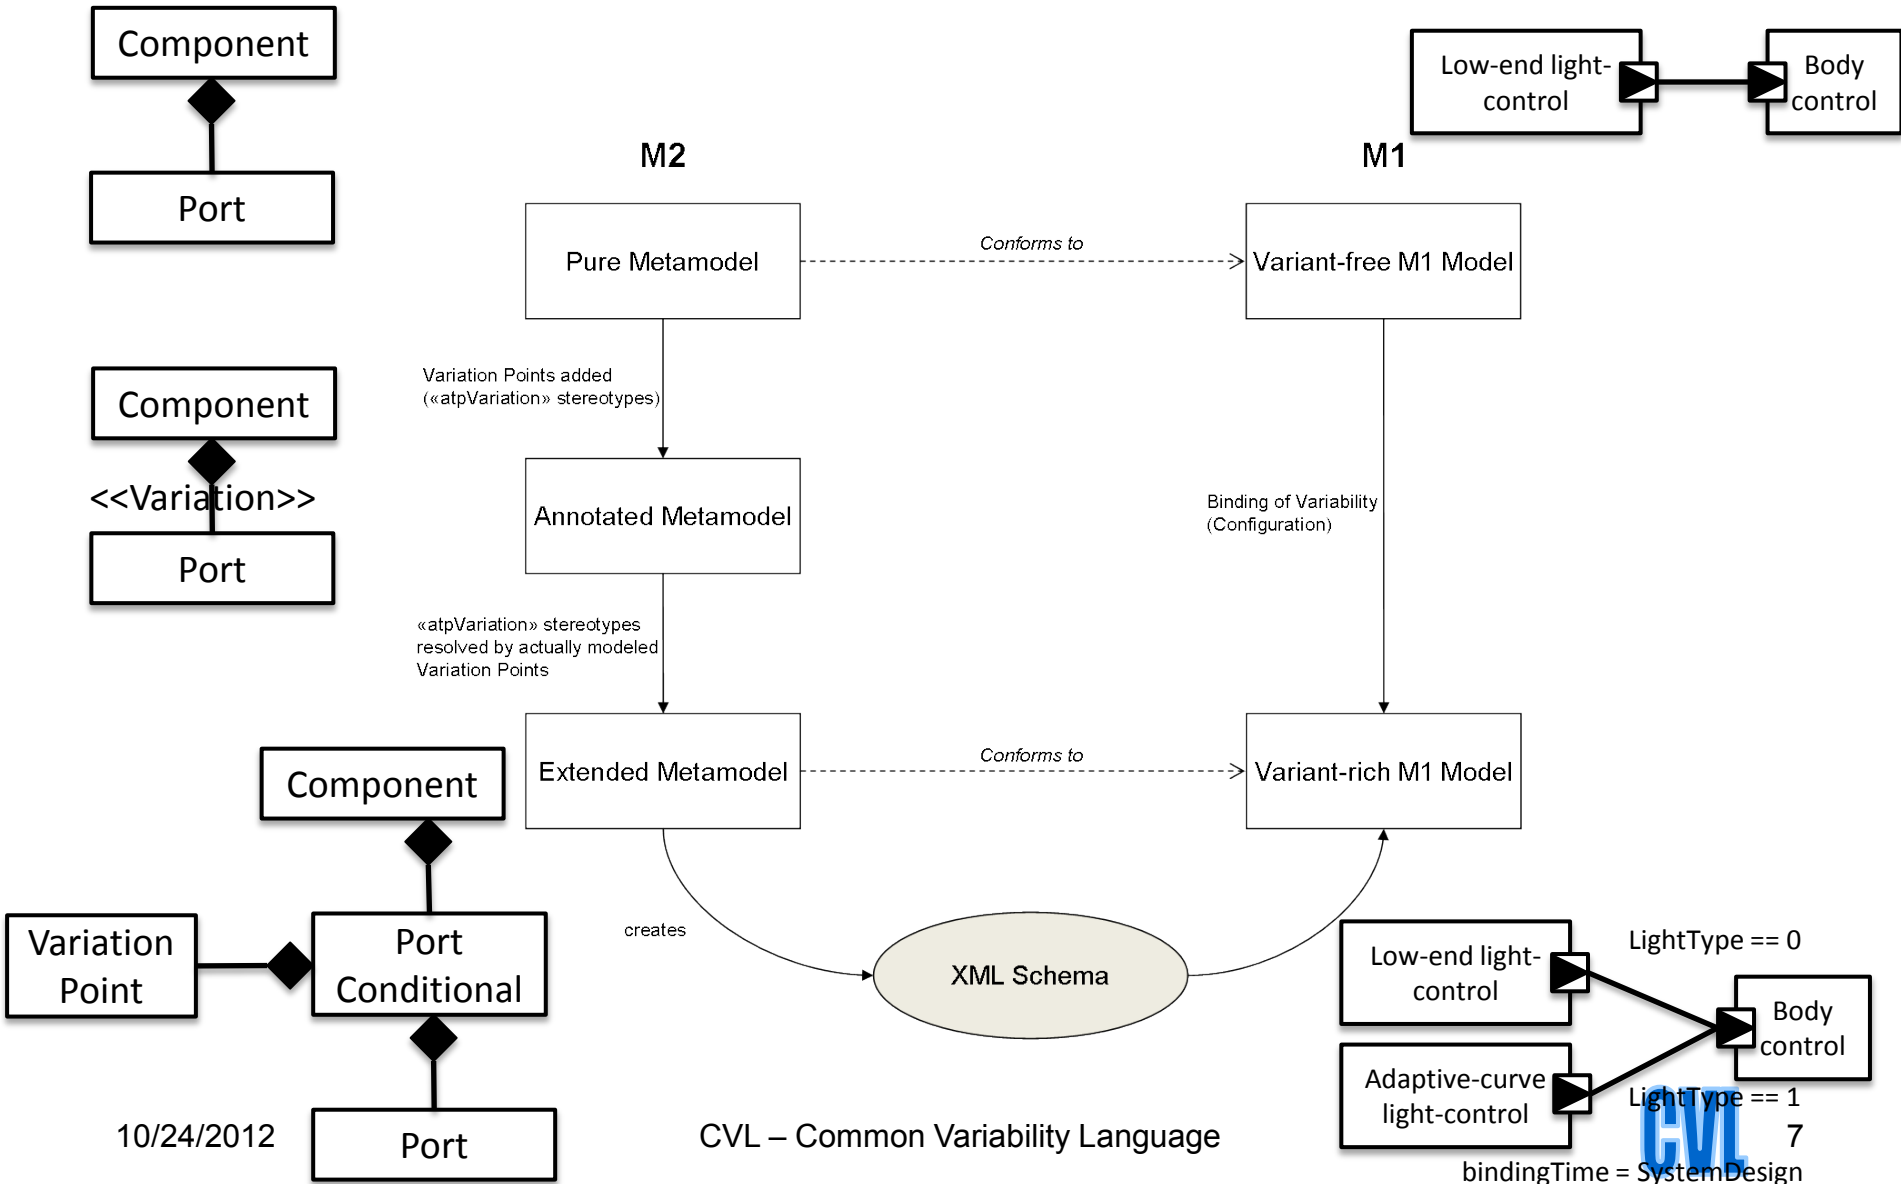 Component
Port
M2
M1
Low-end light-
control
Body
control
Pure Metamodel
Conforms to
Variant-free M1 Model
Variation Points added
(«atpVariation» stereotypes)
Component
<<Variation>>
Port
Annotated Metamodel
Binding of Variability
(Configuration)
«atpVariation» stereotypes
resolved by actually modeled
Variation Points
Extended Metamodel
Conforms to
Variant-rich M1 Model
Component
Variation
Point
Port
Conditional
Port
creates
XML Schema
Low-end light-
control
LightType == 0
Body
control
Adaptive-curve
light-control
LightType == 1
bindingTime = SystemDesign
10/24/2012
CVL – Common Variability Language
CVL
7